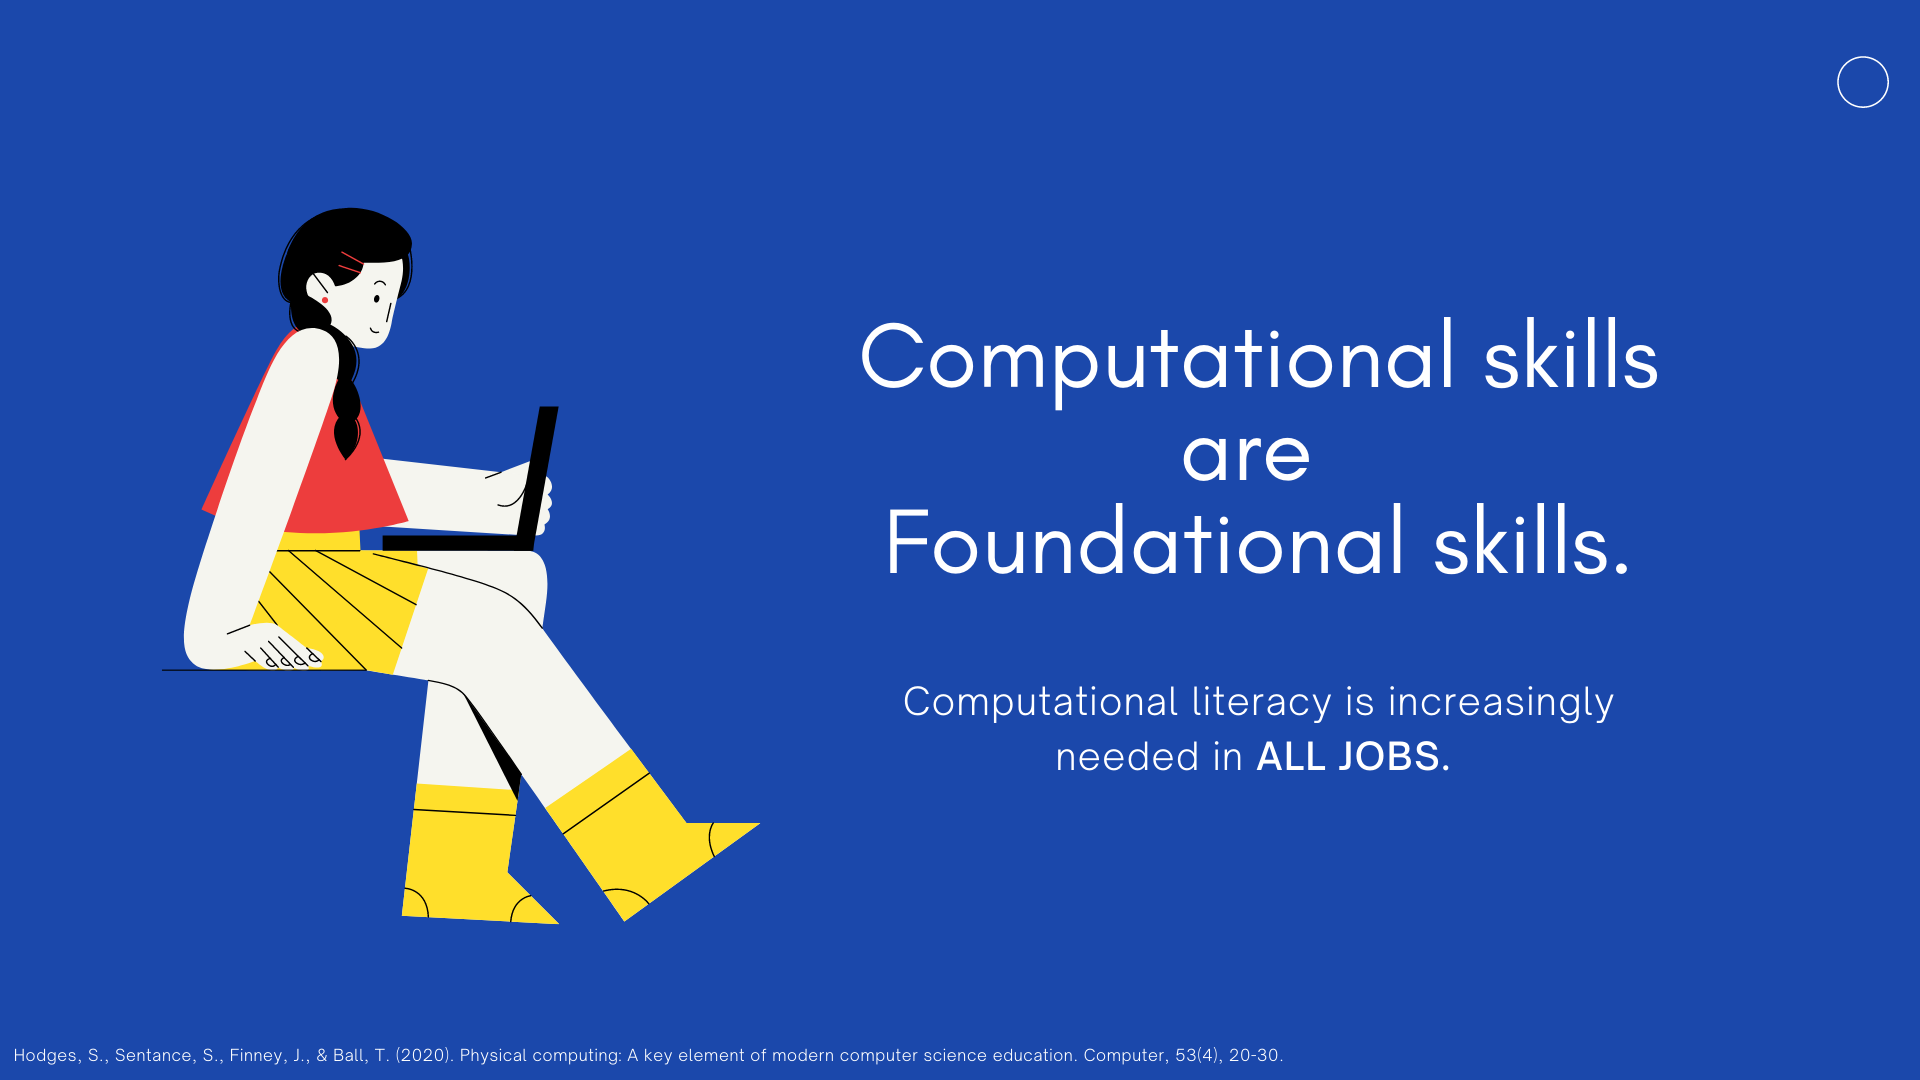 Computational skills
are
Foundational skills.
Computational literacy is increasingly
needed in ALL JOBS.
Hodges, S., Sentance, S., Finney, J., & Ball, T. (2020). Physical computing: A key element of modern computer science education. Computer, 53(4), 20-30.